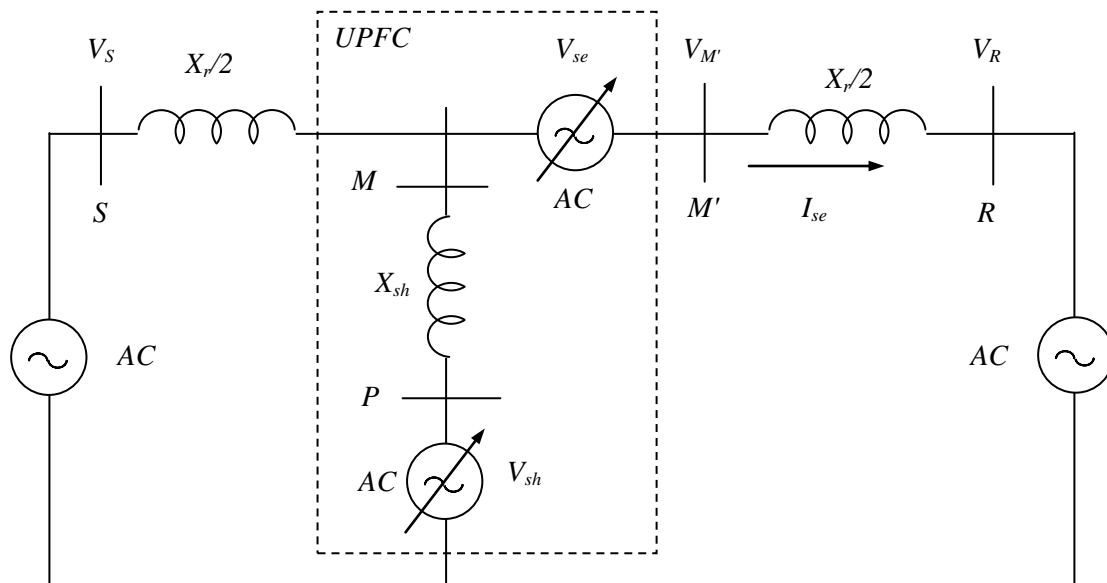 UPFC
V_S
X_r/2
V_se
V_M'
X_r/2
V_R
M
S
AC
M'
I_se
R
X_sh
AC
AC
P
AC
V_sh